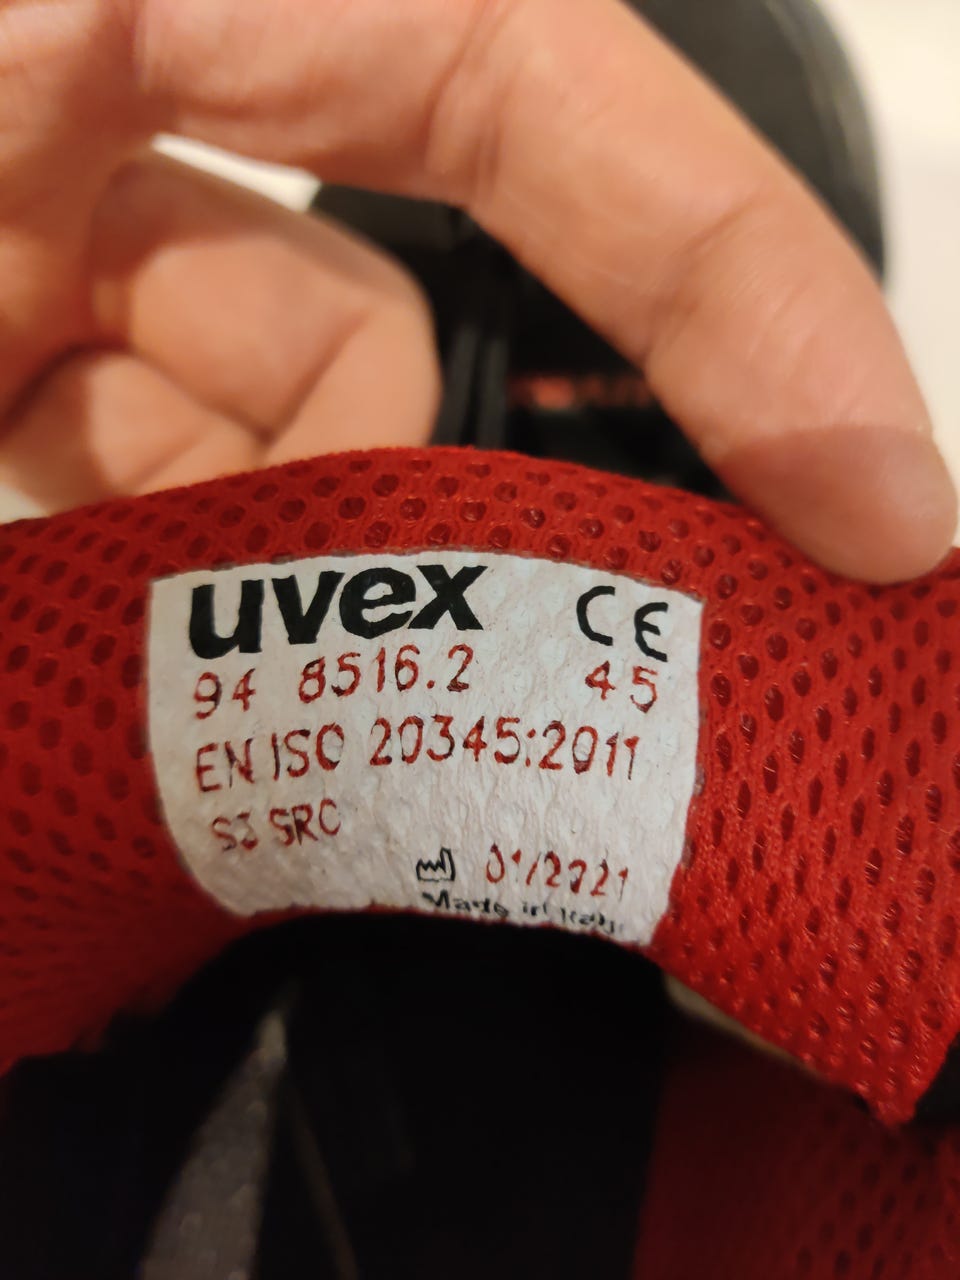 uvex CE
94 8516.2 45
EN ISO 20345:2011
S3 SRC
01/2021
Made in Italy